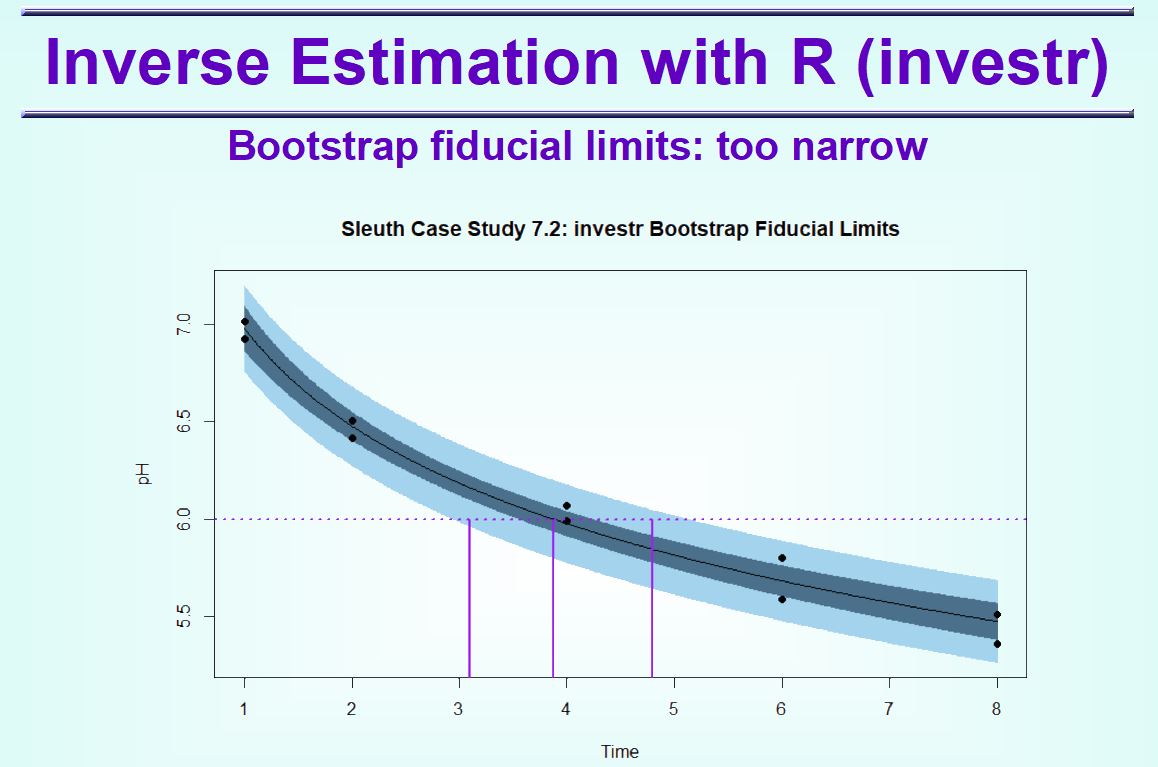 Inverse Estimation with R (investr)
Bootstrap fiducial limits: too narrow
Sleuth Case Study 7.2: investr Bootstrap Fiducial Limits
7.0
6.5
6.0
5.5
pH
1 2 3 4 5 6 7 8
Time